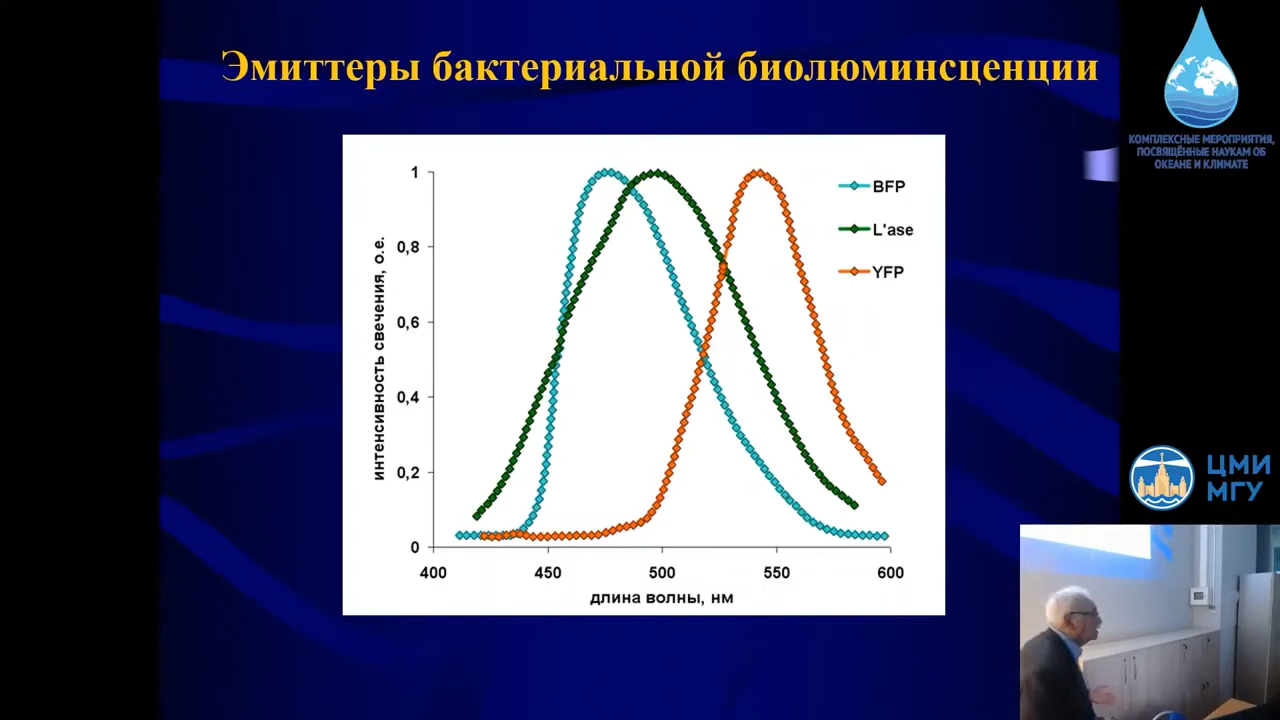 Эмиттеры бактериальной биолюминсценции
КОМПЛЕКСНЫЕ МЕРОПРИЯТИЯ,
ПОСВЯЩЁННЫЕ НАУКАМ ОБ
ОКЕАНЕ И КЛИМАТЕ
BFP
L'ase
YFP
интенсивность свечения, о.е.
1
0,8
0,6
0,4
0,2
0
400
450
500
550
600
длина волны, нм
ЦМИ
МГУ